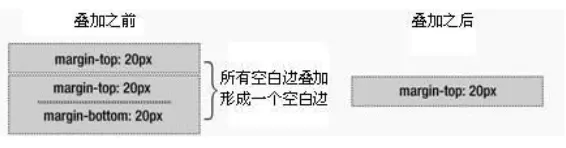 叠加之前
叠加之后
margin-top: 20px
margin-top: 20px
margin-bottom: 20px
所有空白边叠加
形成一个空白边
margin-top: 20px